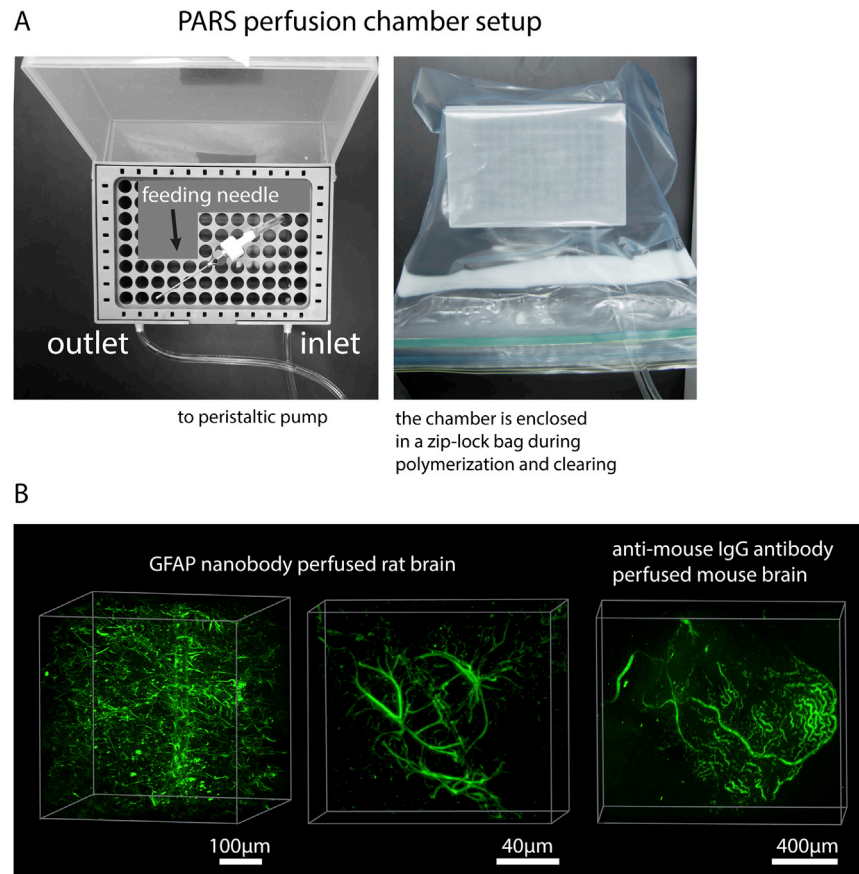 A
PARS perfusion chamber setup
feeding needle
outlet
inlet
to peristaltic pump
the chamber is enclosed
in a zip-lock bag during
polymerization and clearing
B
GFAP nanobody perfused rat brain
anti-mouse IgG antibody
perfused mouse brain
100μm
40μm
400μm